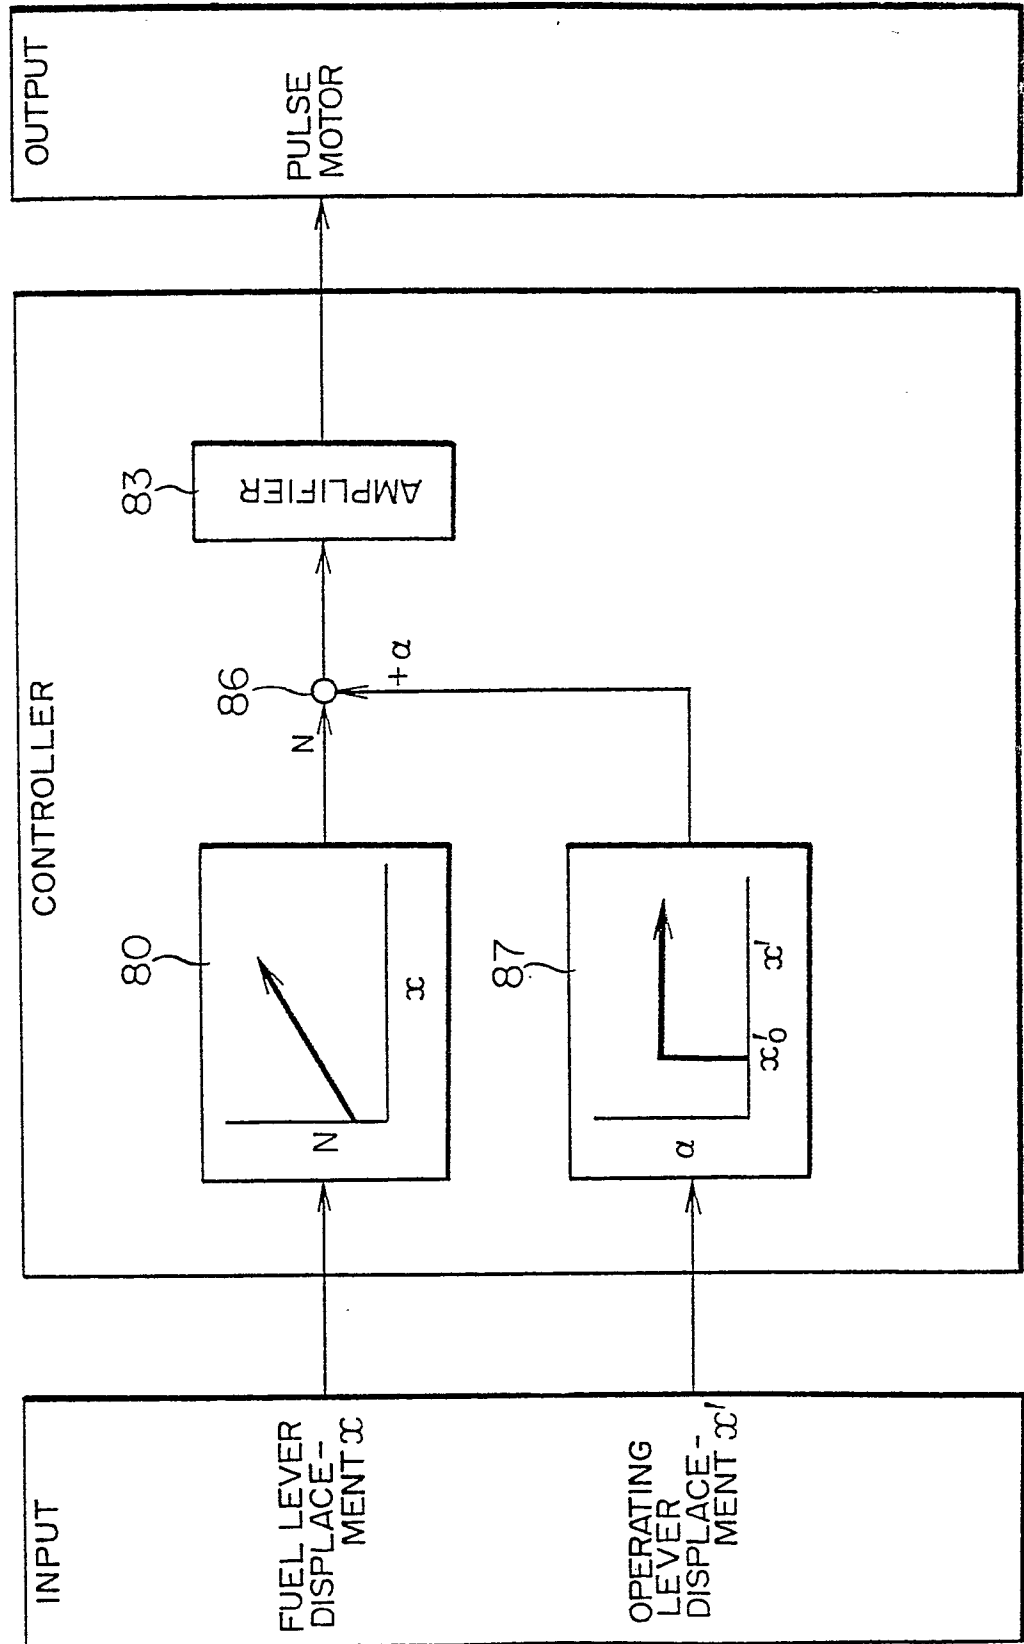 INPUT
FUEL LEVER
DISPLACE-
MENT x
OPERATING
LEVER
DISPLACE-
MENT x′
CONTROLLER
80
N
x
87
α
x′₀
x′
N
86
+α
83
AMPLIFIER
OUTPUT
PULSE
MOTOR